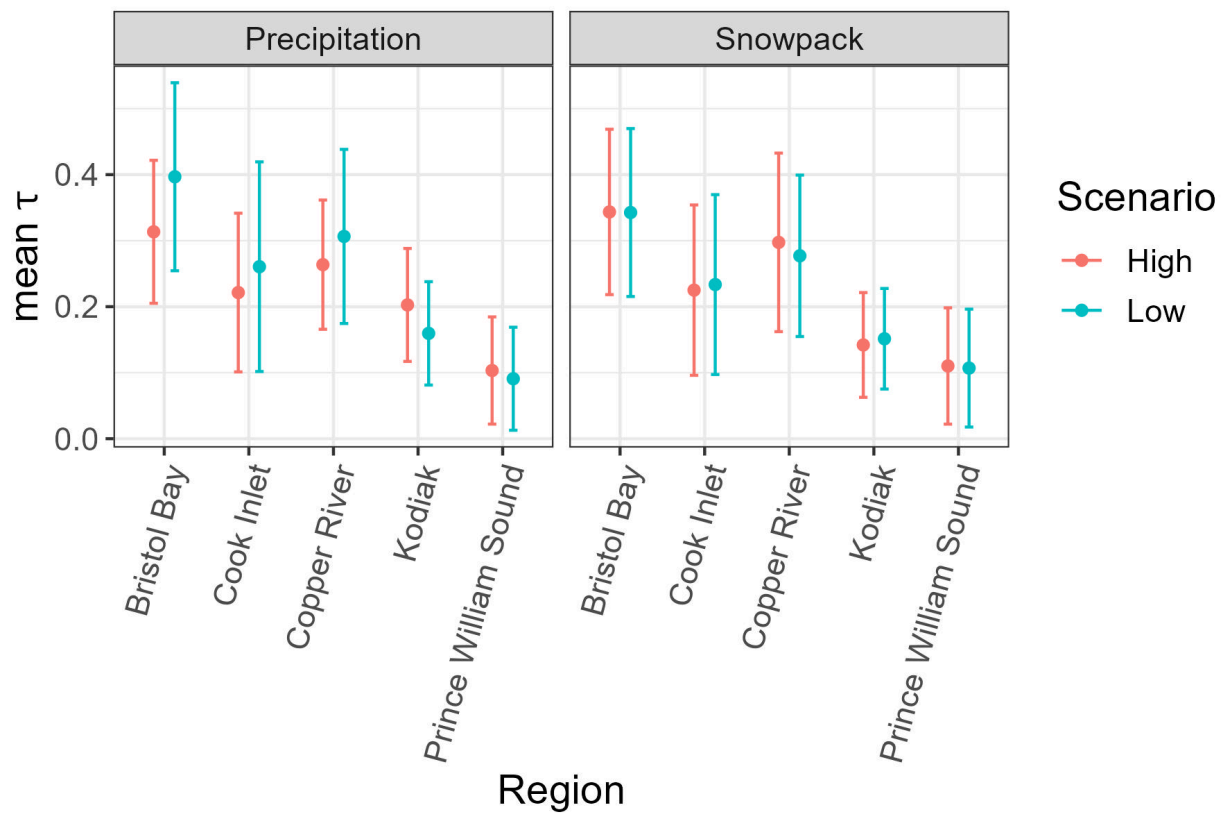 Precipitation
Snowpack
mean τ
0.4
0.2
0.0
Bristol Bay
Cook Inlet
Copper River
Kodiak
Prince William Sound
Bristol Bay
Cook Inlet
Copper River
Kodiak
Prince William Sound
Region
Scenario
High
Low